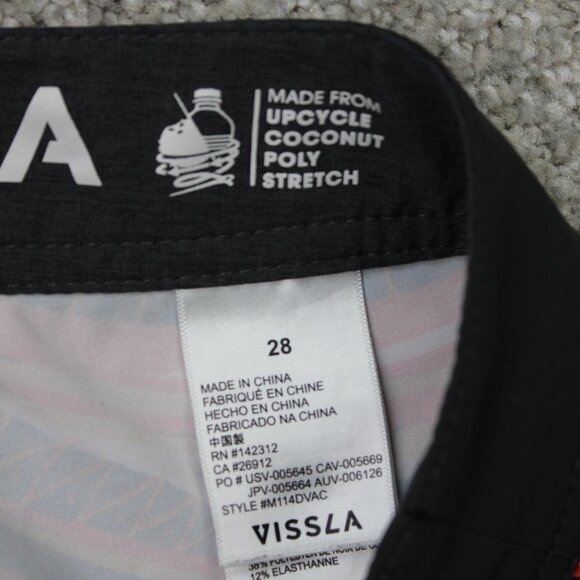 A
MADE FROM
UPCYCLE
COCONUT
POLY
STRETCH
28
MADE IN CHINA
FABRIQUÉ EN CHINE
HECHO EN CHINA
FABRICADO NA CHINA
中国製
RN #142312
CA #26912
PO # USV-005645 CAV-005669
JPV-005664 AUV-006126
STYLE #M114DVAC
VISSLA
12% ELASTHANNE